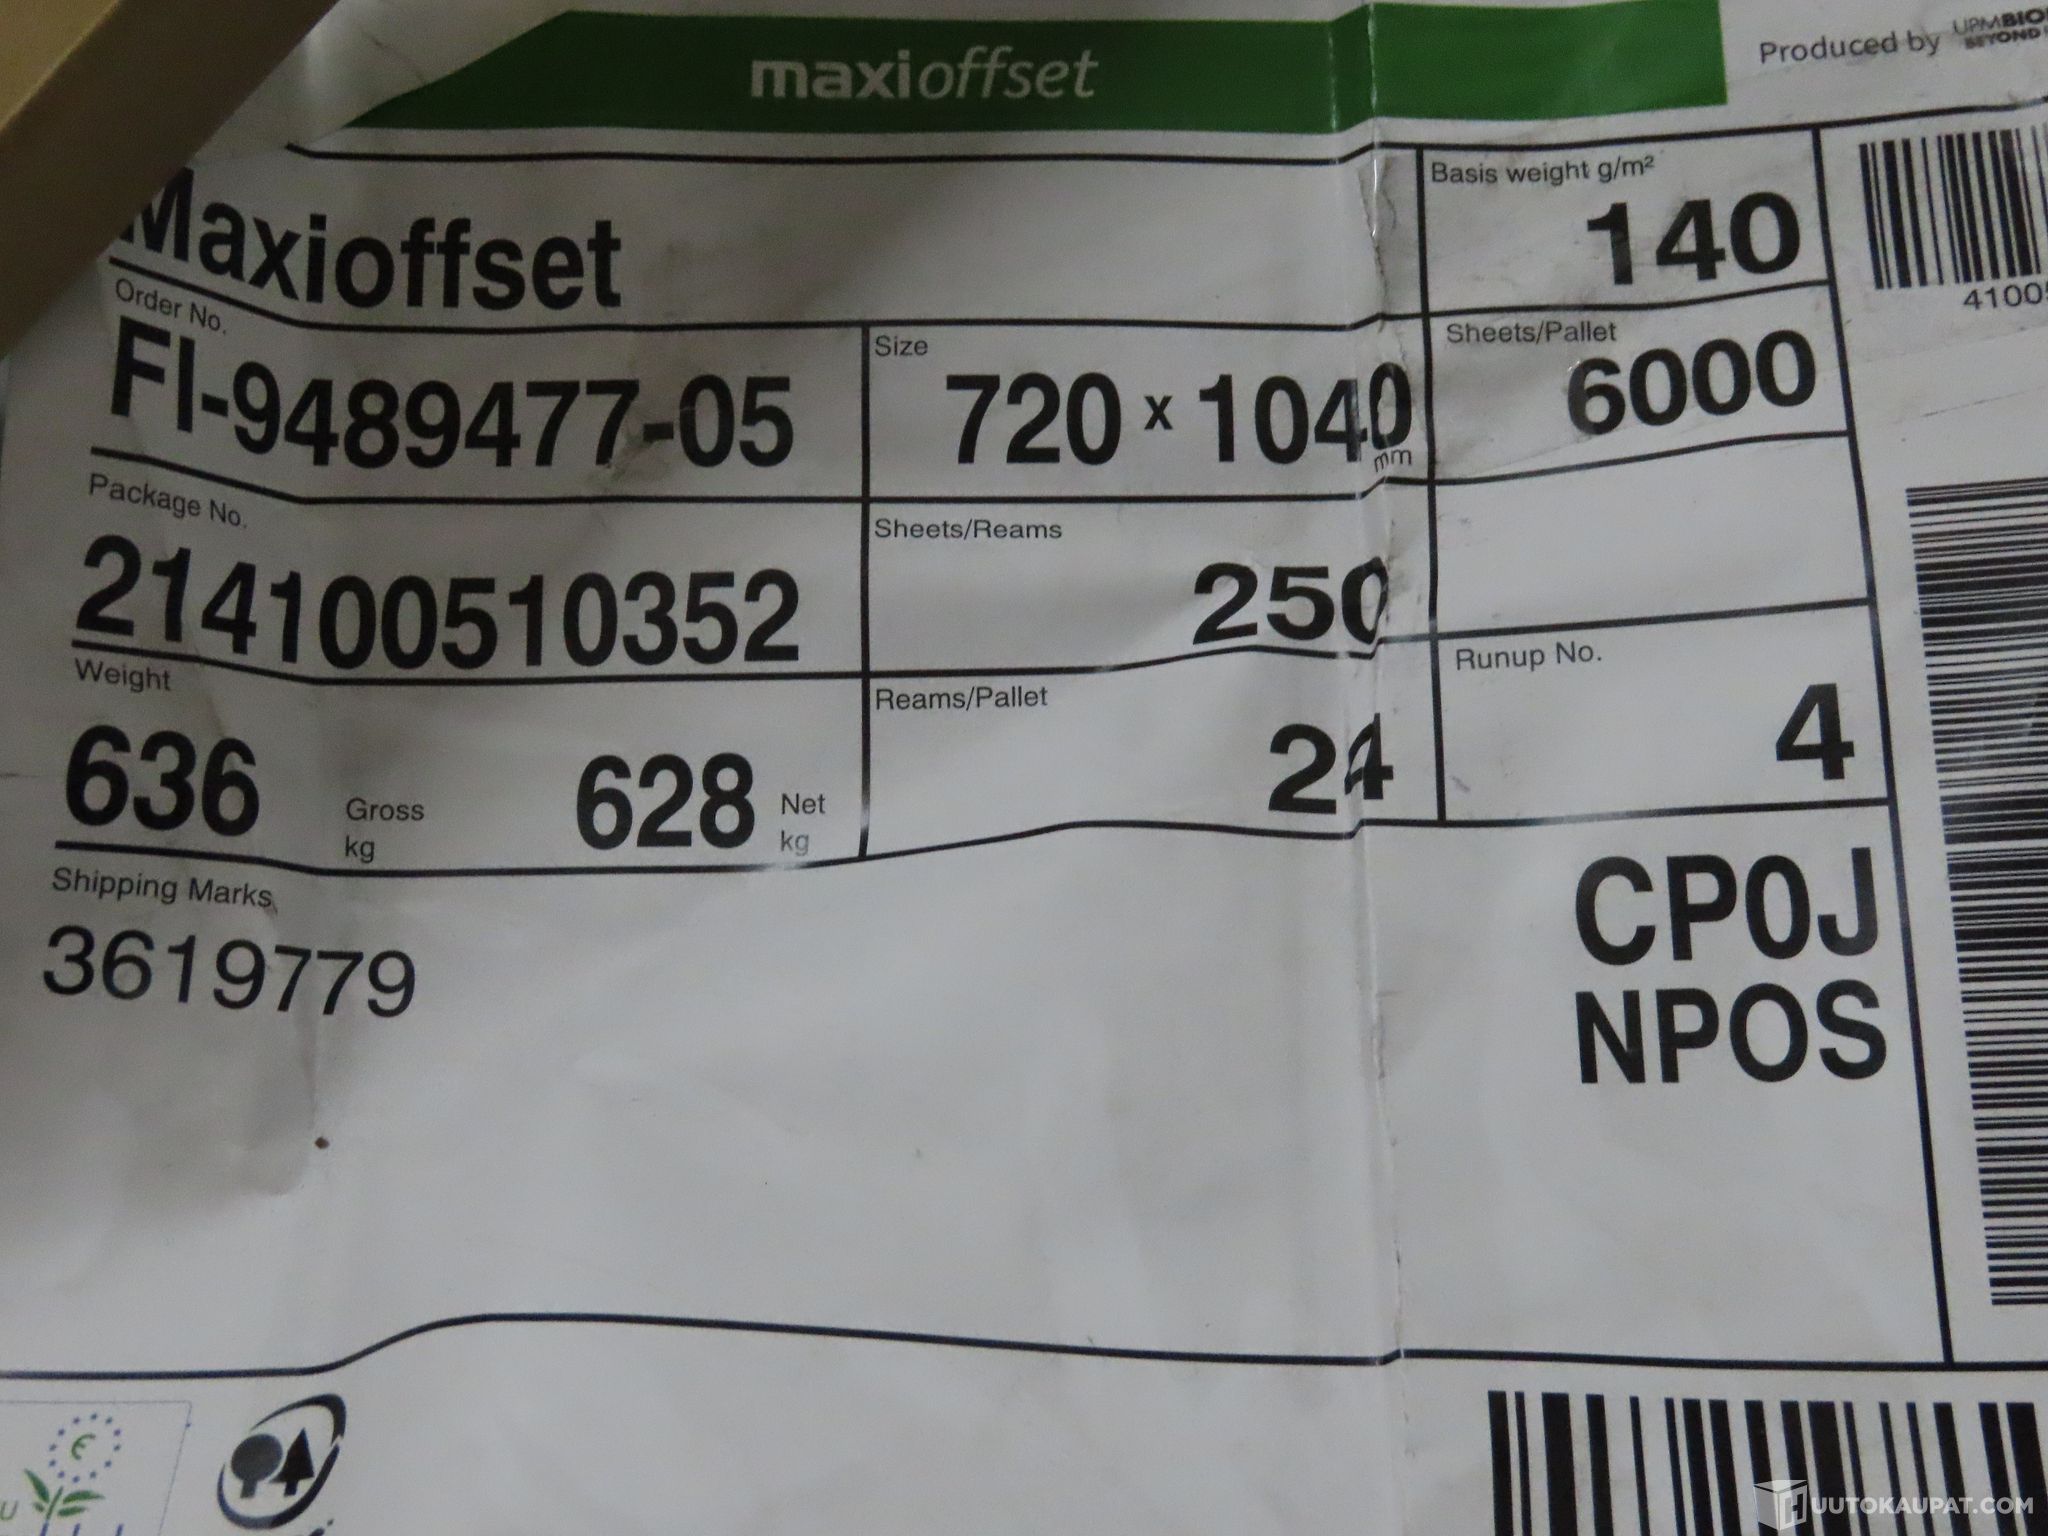 maxioffset
Produced by
Maxioffset
Basis weight g/m²
140
Order No.
FI-9489477-05
Size
720 x 1040
mm
Sheets/Pallet
6000
Package No.
214100510352
Sheets/Reams
250
Weight
636 Gross kg
628 Net kg
Reams/Pallet
24
Runup No.
4
Shipping Marks
3619779
CP0J
NPOS
UUTOKAUPAT.COM